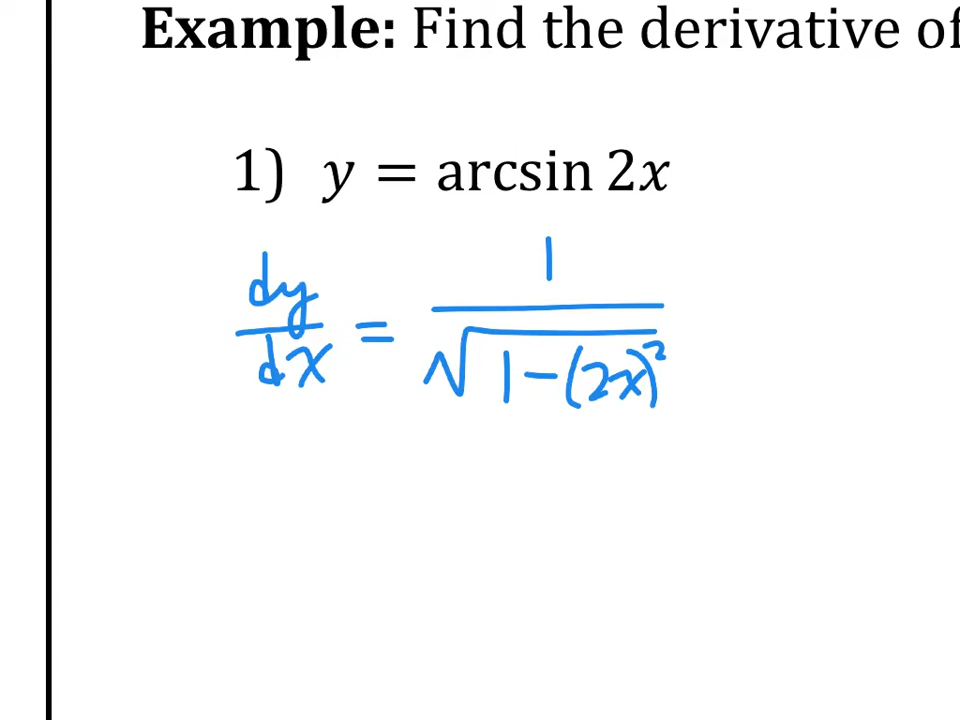 Example: Find the derivative of
1) y = arcsin 2x
dy/dx = 1/√(1-(2x)²)